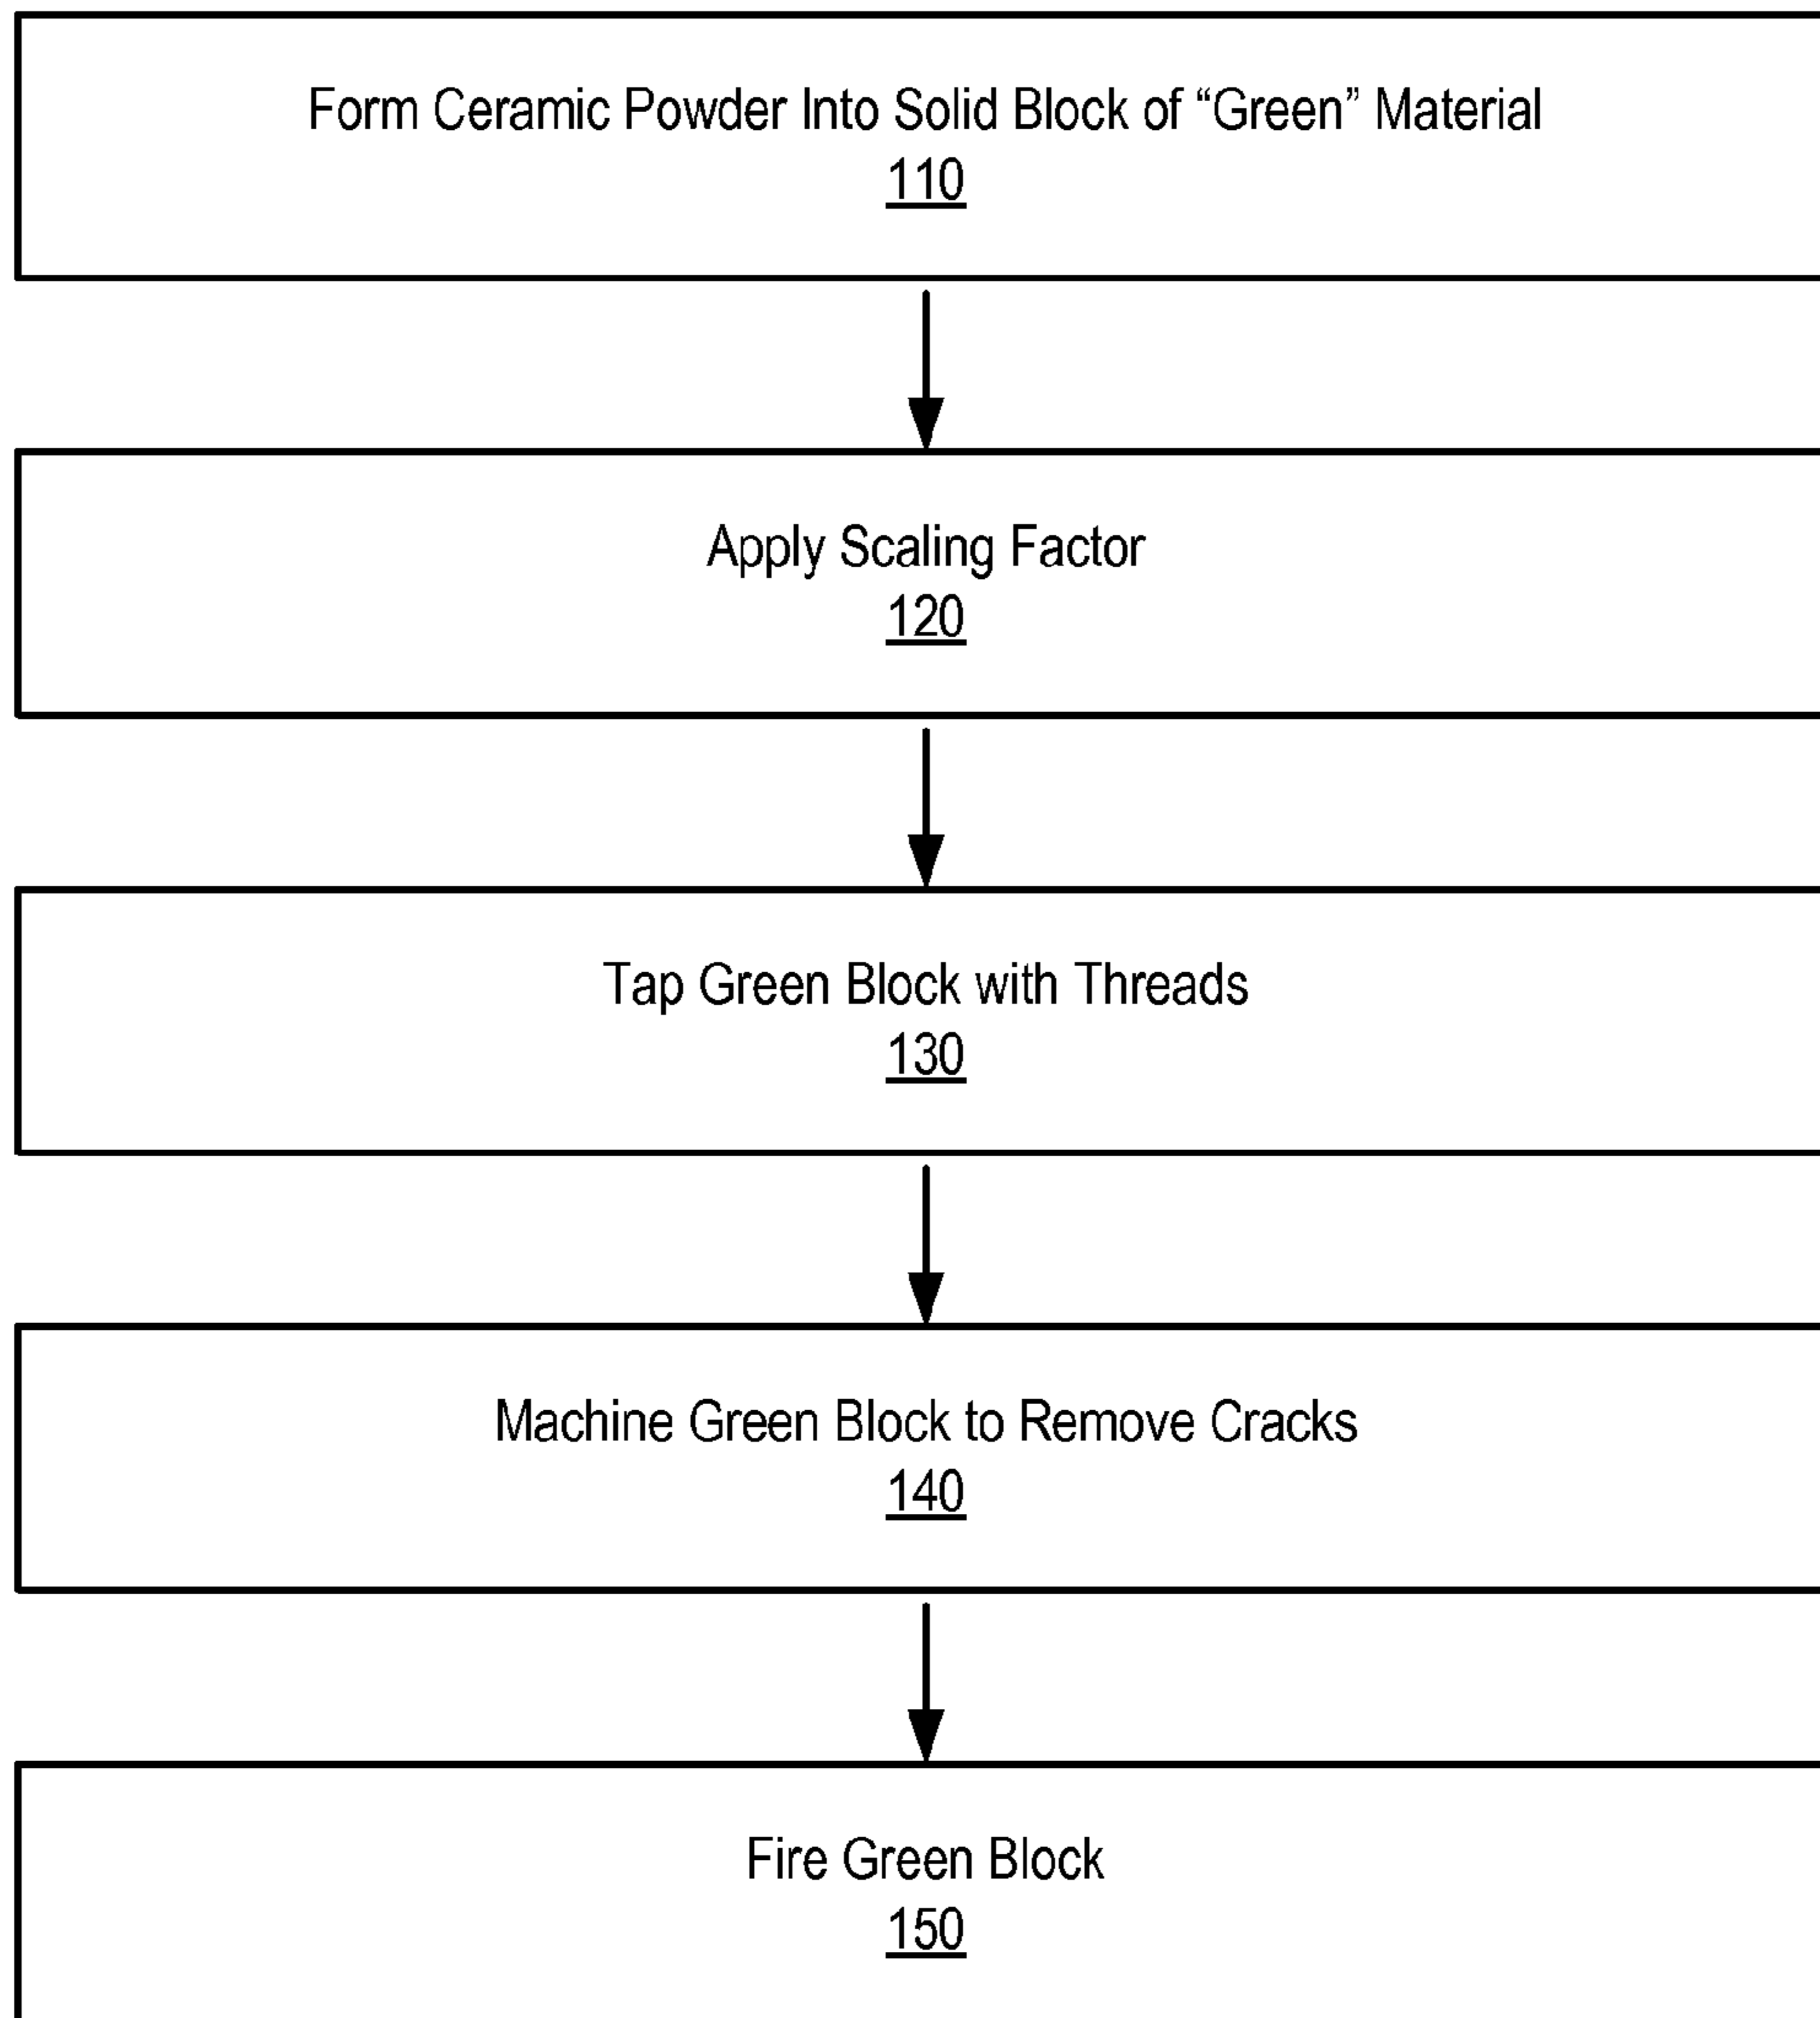 Form Ceramic Powder Into Solid Block of “Green” Material
110
Apply Scaling Factor
120
Tap Green Block with Threads
130
Machine Green Block to Remove Cracks
140
Fire Green Block
150